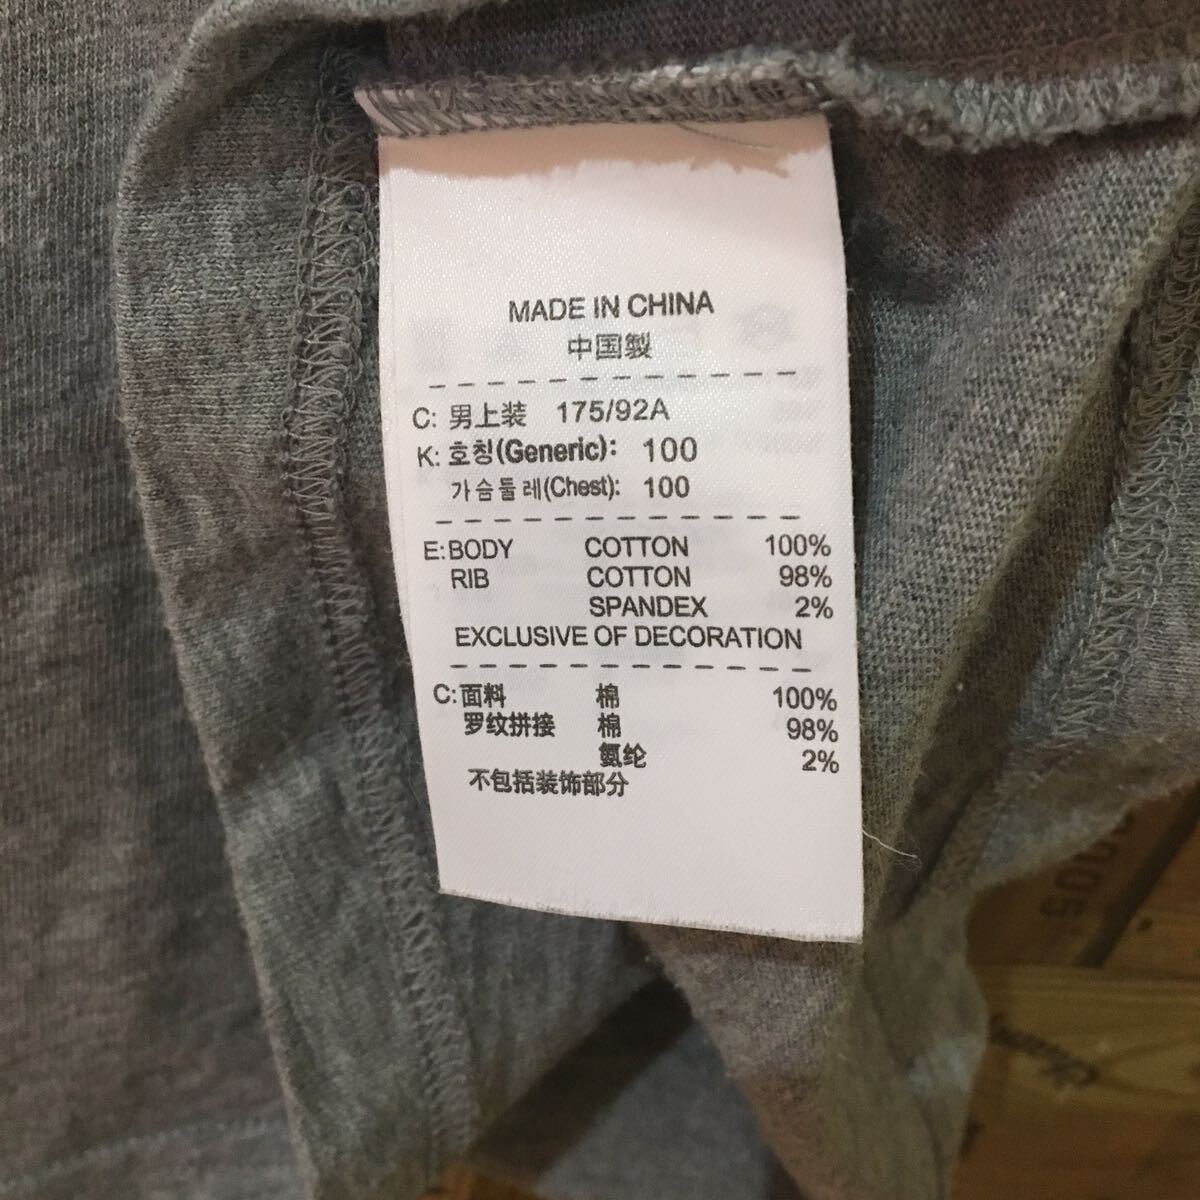 MADE IN CHINA
中国製
C: 男上装 175/92A
K: 호칭(Generic): 100
가슴둘레(Chest): 100
E: BODY COTTON 100%
RIB COTTON 98%
SPANDEX 2%
EXCLUSIVE OF DECORATION
C: 面料 棉 100%
罗纹拼接 棉 98%
氨纶 2%
不包括装饰部分